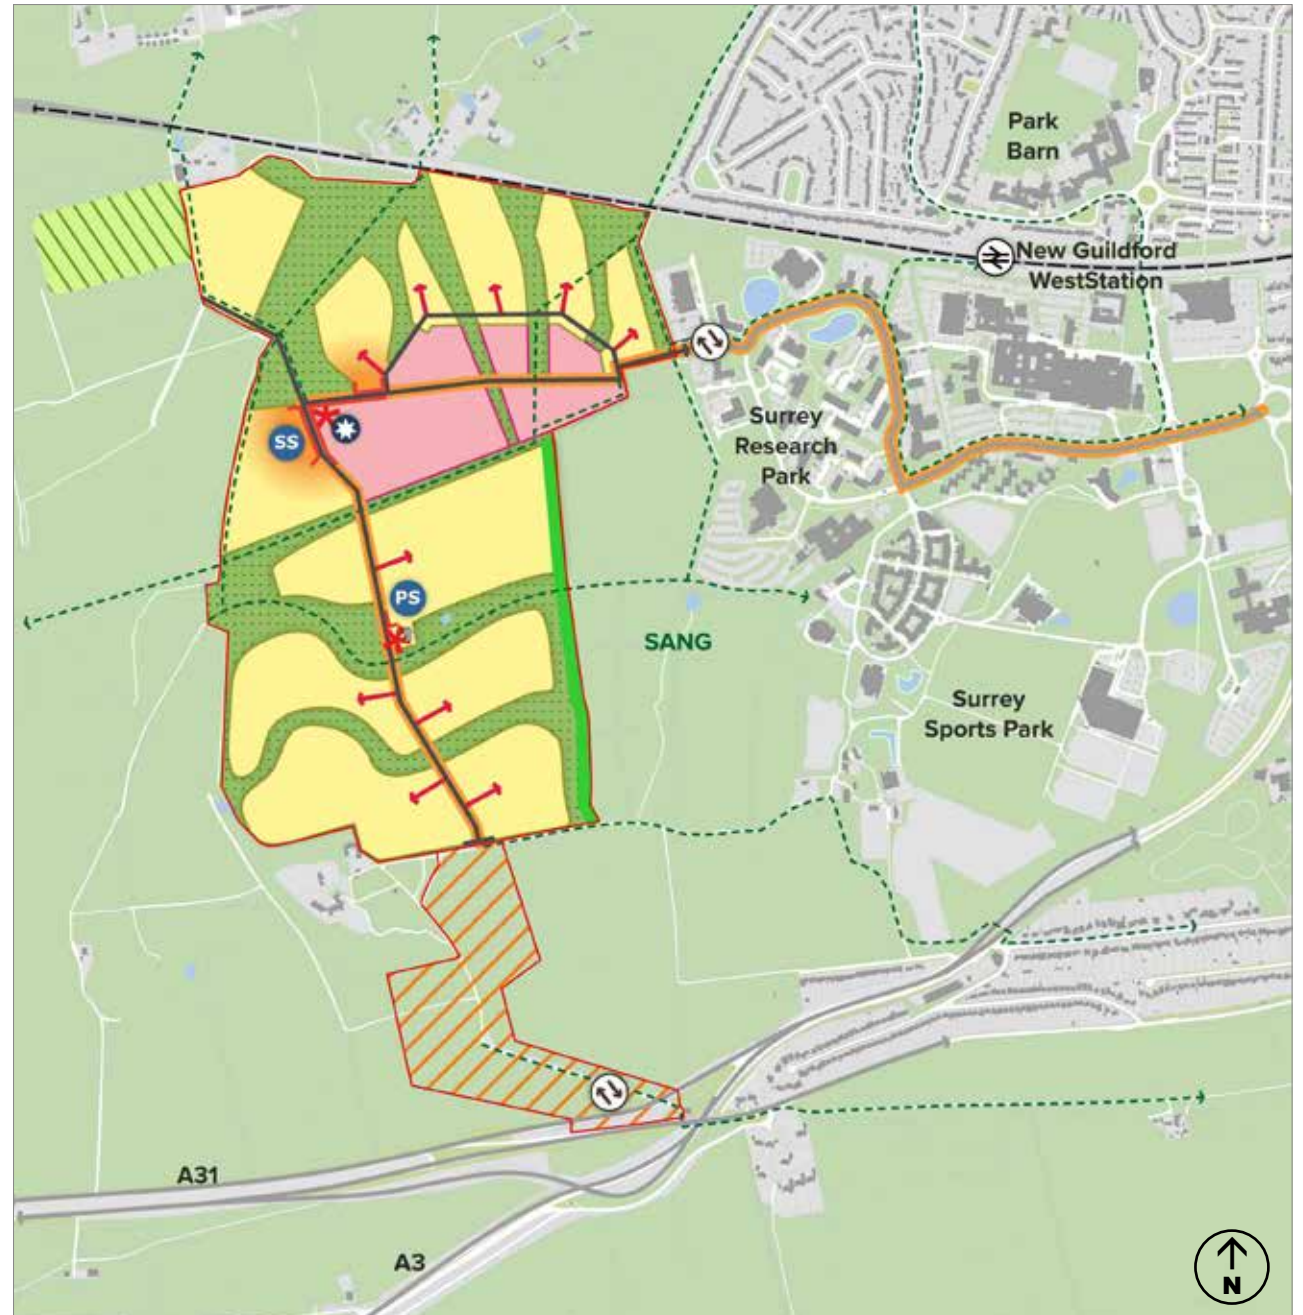 Park
Barn
New Guildford
WestStation
Surrey
Research
Park
SS
PS
SANG
Surrey
Sports Park
A31
A3
N